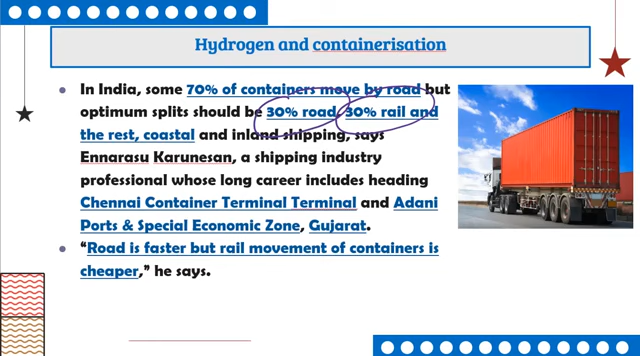 Hydrogen and containerisation
In India, some 70% of containers move by road but
optimum splits should be 30% road, 30% rail and
the rest, coastal and inland shipping, says
Ennarasu Karunesan, a shipping industry
professional whose long career includes heading
Chennai Container Terminal Terminal and Adani
Ports & Special Economic Zone, Gujarat.
“Road is faster but rail movement of containers is
cheaper,” he says.